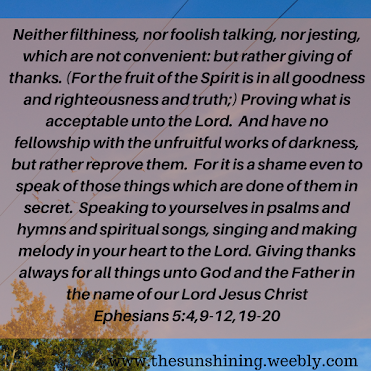 Neither filthiness, nor foolish talking, nor jesting,
which are not convenient: but rather giving of
thanks. (For the fruit of the Spirit is in all goodness
and righteousness and truth;) Proving what is
acceptable unto the Lord. And have no
fellowship with the unfruitful works of darkness,
but rather reprove them. For it is a shame even to
speak of those things which are done of them in
secret. Speaking to yourselves in psalms and
hymns and spiritual songs, singing and making
melody in your heart to the Lord. Giving thanks
always for all things unto God and the Father in
the name of our Lord Jesus Christ
Ephesians 5:4,9-12,19-20
www.thesunshining.weebly.com